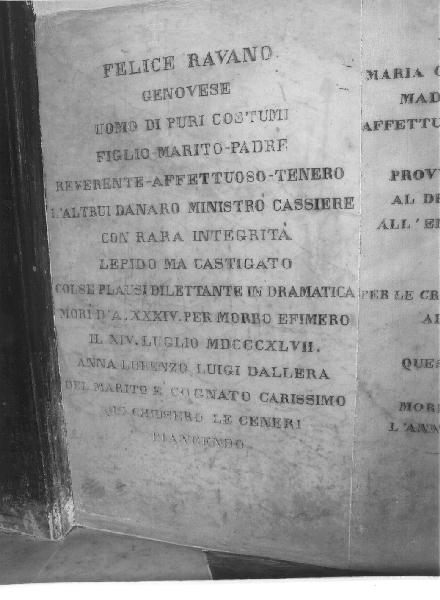 FELICE RAVANO
GENOVESE
UOMO DI PURI COSTUMI
FIGLIO-MARITO-PADRE
REVERENTE-AFFETTUOSO-TENERO
L'ALTRUI DANARO MINISTRÒ CASSIERE
CON RARA INTEGRITÀ
LEPIDO MA CASTIGATO
COLSE PLAUSI DILETTANTE IN DRAMATICA
MORÌ D'A. XXXIV. PER MORBO EFIMERO
IL XIV. LUGLIO MDCCCXLVII.
ANNA LORENZO LUIGI DALLERA
DEL MARITO E COGNATO CARISSIMO
QUI CHIUSERO LE CENERI
PIANGENDO
MARIA
MAD
AFFETTU
PROV
AL DE
ALL'E
PER LE CR
A
QUES
MOR
L'ANN